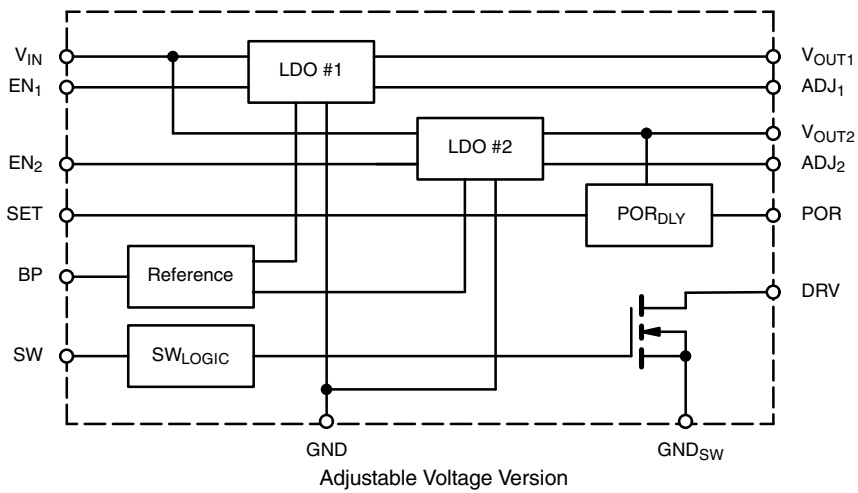 V_IN
EN_1
EN_2
SET
BP
SW
LDO #1
LDO #2
POR_DLY
Reference
SW_LOGIC
V_OUT1
ADJ_1
V_OUT2
ADJ_2
POR
DRV
GND
GND_SW
Adjustable Voltage Version